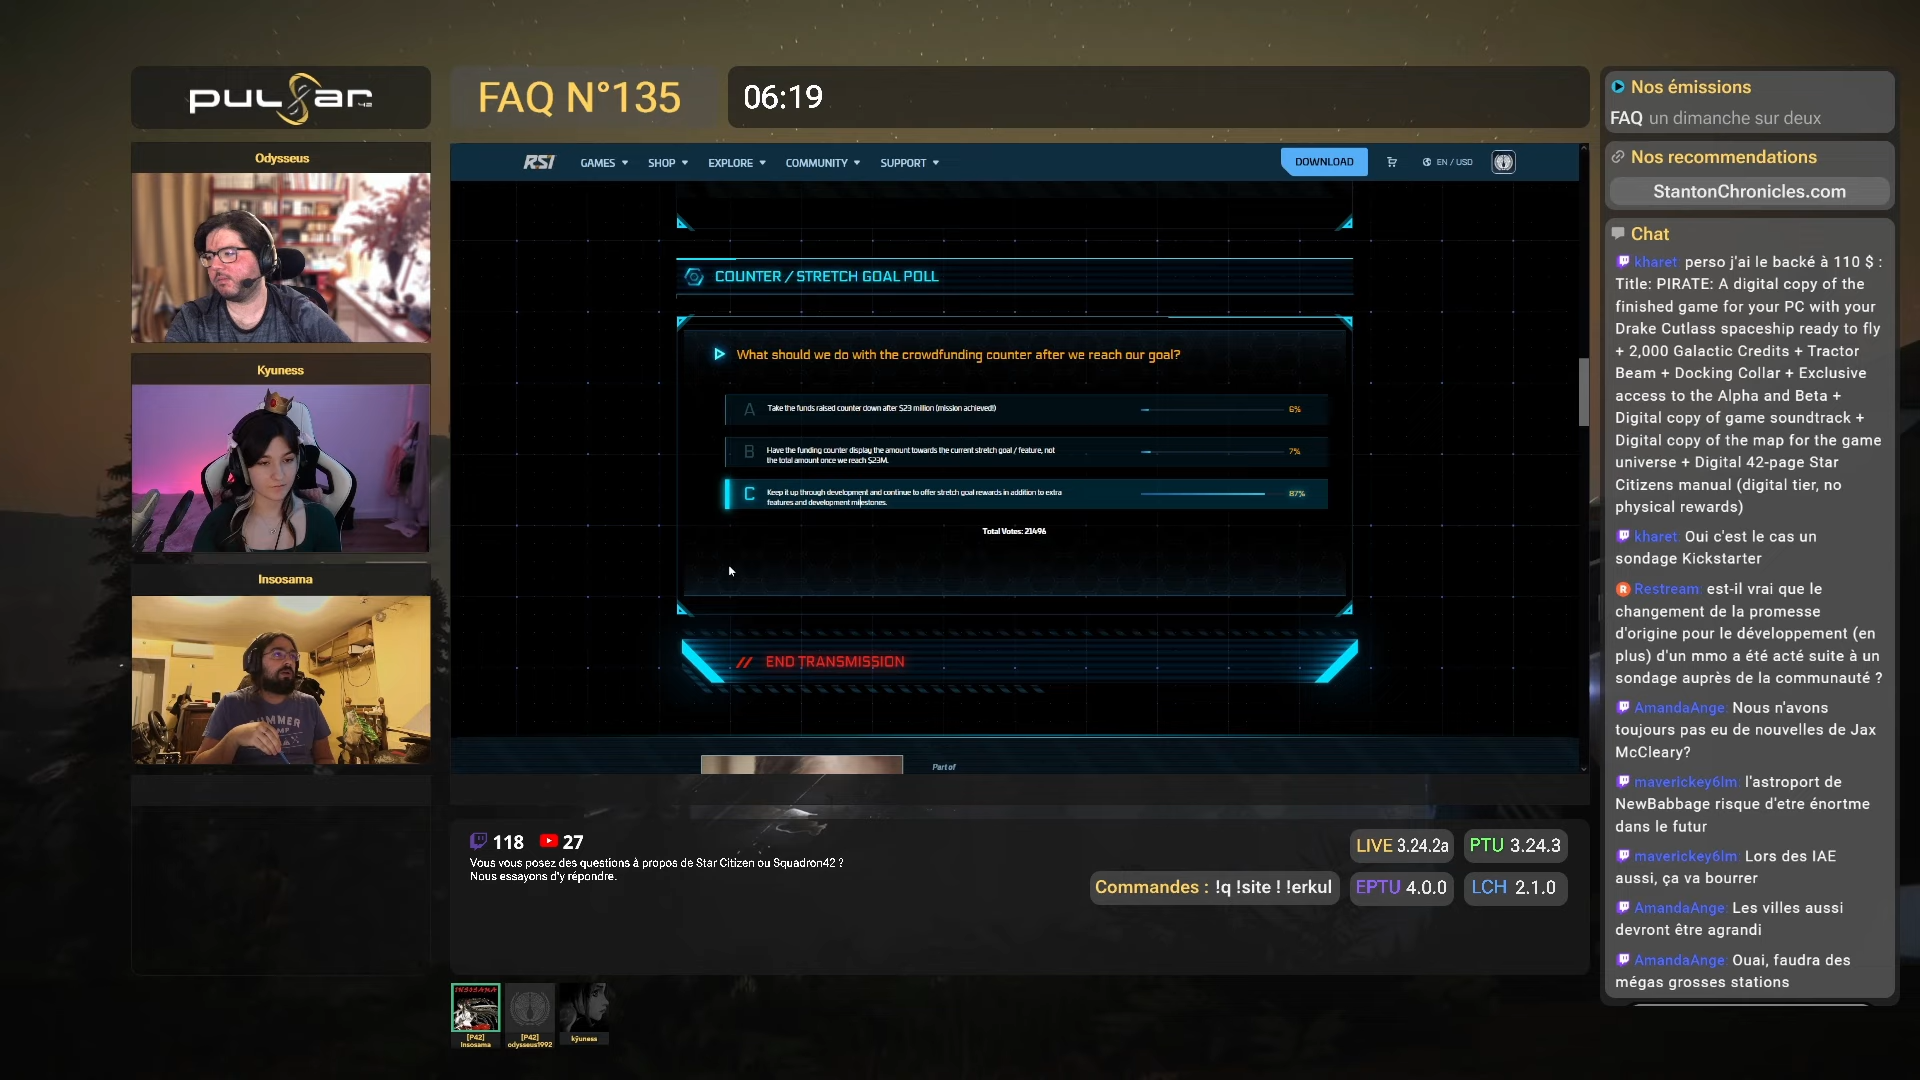 pulsar 42
FAQ N°135
06:19
Odysseus
Kyuness
Insosama
SUMMER
RSI
GAMES
SHOP
EXPLORE
COMMUNITY
SUPPORT
DOWNLOAD
EN / USD
COUNTER / STRETCH GOAL POLL
What should we do with the crowdfunding counter after we reach our goal?
A
Take the funds raised counter down after $23 million (mission achieved!)
6%
B
Have the funding counter display the amount towards the current stretch goal / feature, not
the total amount once we reach $23M.
7%
C
Keep it up through development and continue to offer stretch goal rewards in addition to extra
features and development milestones.
87%
Total Votes: 21496
// END TRANSMISSION
Part of
118
27
Vous vous posez des questions à propos de Star Citizen ou Squadron42 ?
Nous essayons d'y répondre.
LIVE 3.24.2a
PTU 3.24.3
Commandes : !q !site ! !erkul
EPTU 4.0.0
LCH 2.1.0
INSOSAMA
[P42]
Insosama
[P42]
odysseus1992
kÿuness
Nos émissions
FAQ un dimanche sur deux
Nos recommendations
StantonChronicles.com
Chat
kharet: perso j'ai le backé à 110 $ :
Title: PIRATE: A digital copy of the
finished game for your PC with your
Drake Cutlass spaceship ready to fly
+ 2,000 Galactic Credits + Tractor
Beam + Docking Collar + Exclusive
access to the Alpha and Beta +
Digital copy of game soundtrack +
Digital copy of the map for the game
universe + Digital 42-page Star
Citizens manual (digital tier, no
physical rewards)
kharet: Oui c'est le cas un
sondage Kickstarter
Restream: est-il vrai que le
changement de la promesse
d'origine pour le développement (en
plus) d'un mmo a été acté suite à un
sondage auprès de la communauté ?
AmandaAnge: Nous n'avons
toujours pas eu de nouvelles de Jax
McCleary?
maverickey6lm: l'astroport de
NewBabbage risque d'etre énortme
dans le futur
maverickey6lm: Lors des IAE
aussi, ça va bourrer
AmandaAnge: Les villes aussi
devront être agrandi
AmandaAnge: Ouai, faudra des
mégas grosses stations